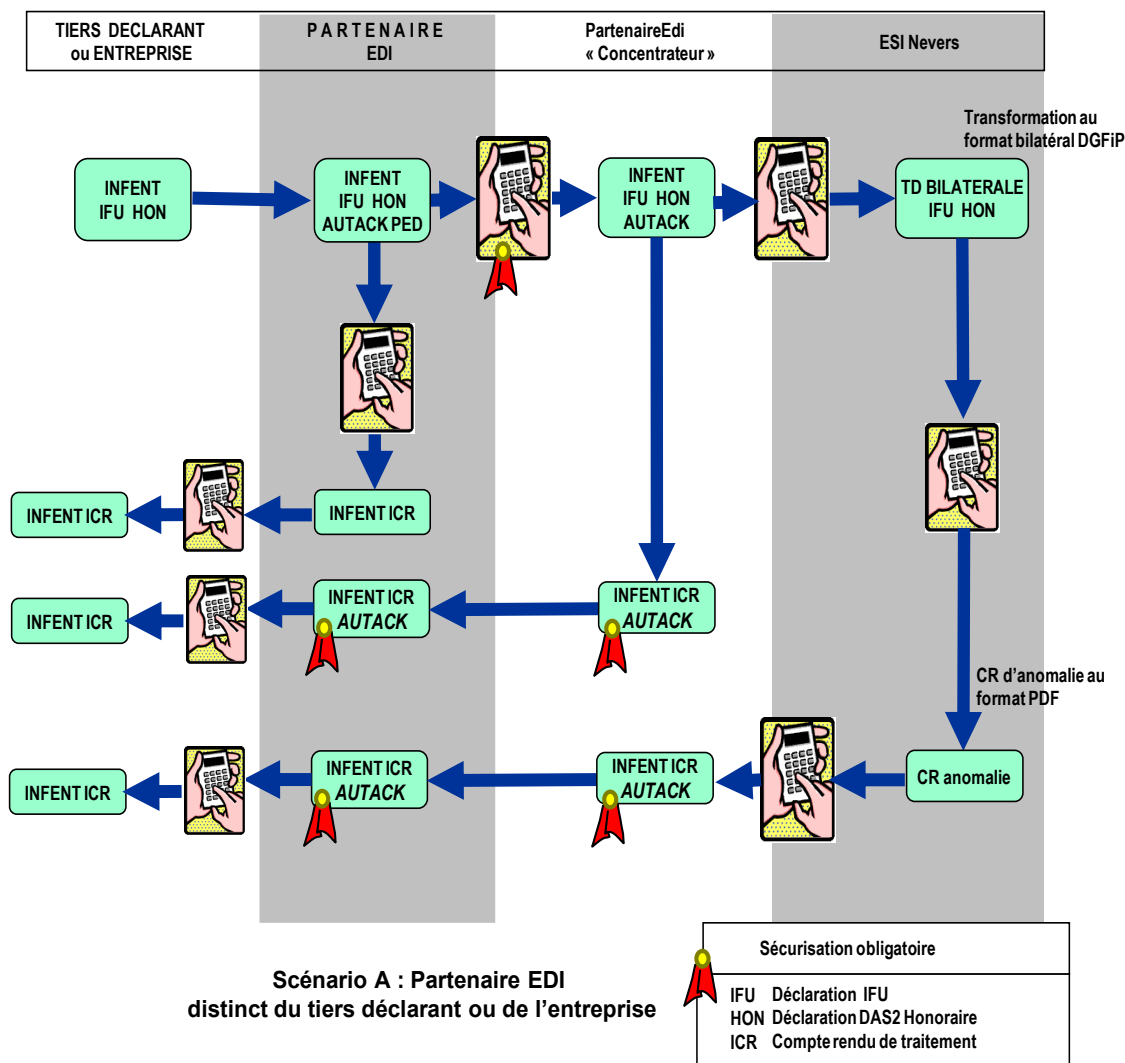 TIERS DECLARANT
ou ENTREPRISE
PARTENAIRE
EDI
PartenaireEdi
« Concentrateur »
ESI Nevers
Transformation au
format bilatéral DGFiP
INFENT
IFU HON
INFENT
IFU HON
AUTACK PED
INFENT
IFU HON
AUTACK
TD BILATERALE
IFU HON
INFENT ICR
INFENT ICR
INFENT ICR
INFENT ICR
AUTACK
INFENT ICR
AUTACK
CR d’anomalie au
format PDF
INFENT ICR
INFENT ICR
AUTACK
INFENT ICR
AUTACK
CR anomalie
Scénario A : Partenaire EDI
distinct du tiers déclarant ou de l’entreprise
Sécurisation obligatoire
IFU Déclaration IFU
HON Déclaration DAS2 Honoraire
ICR Compte rendu de traitement